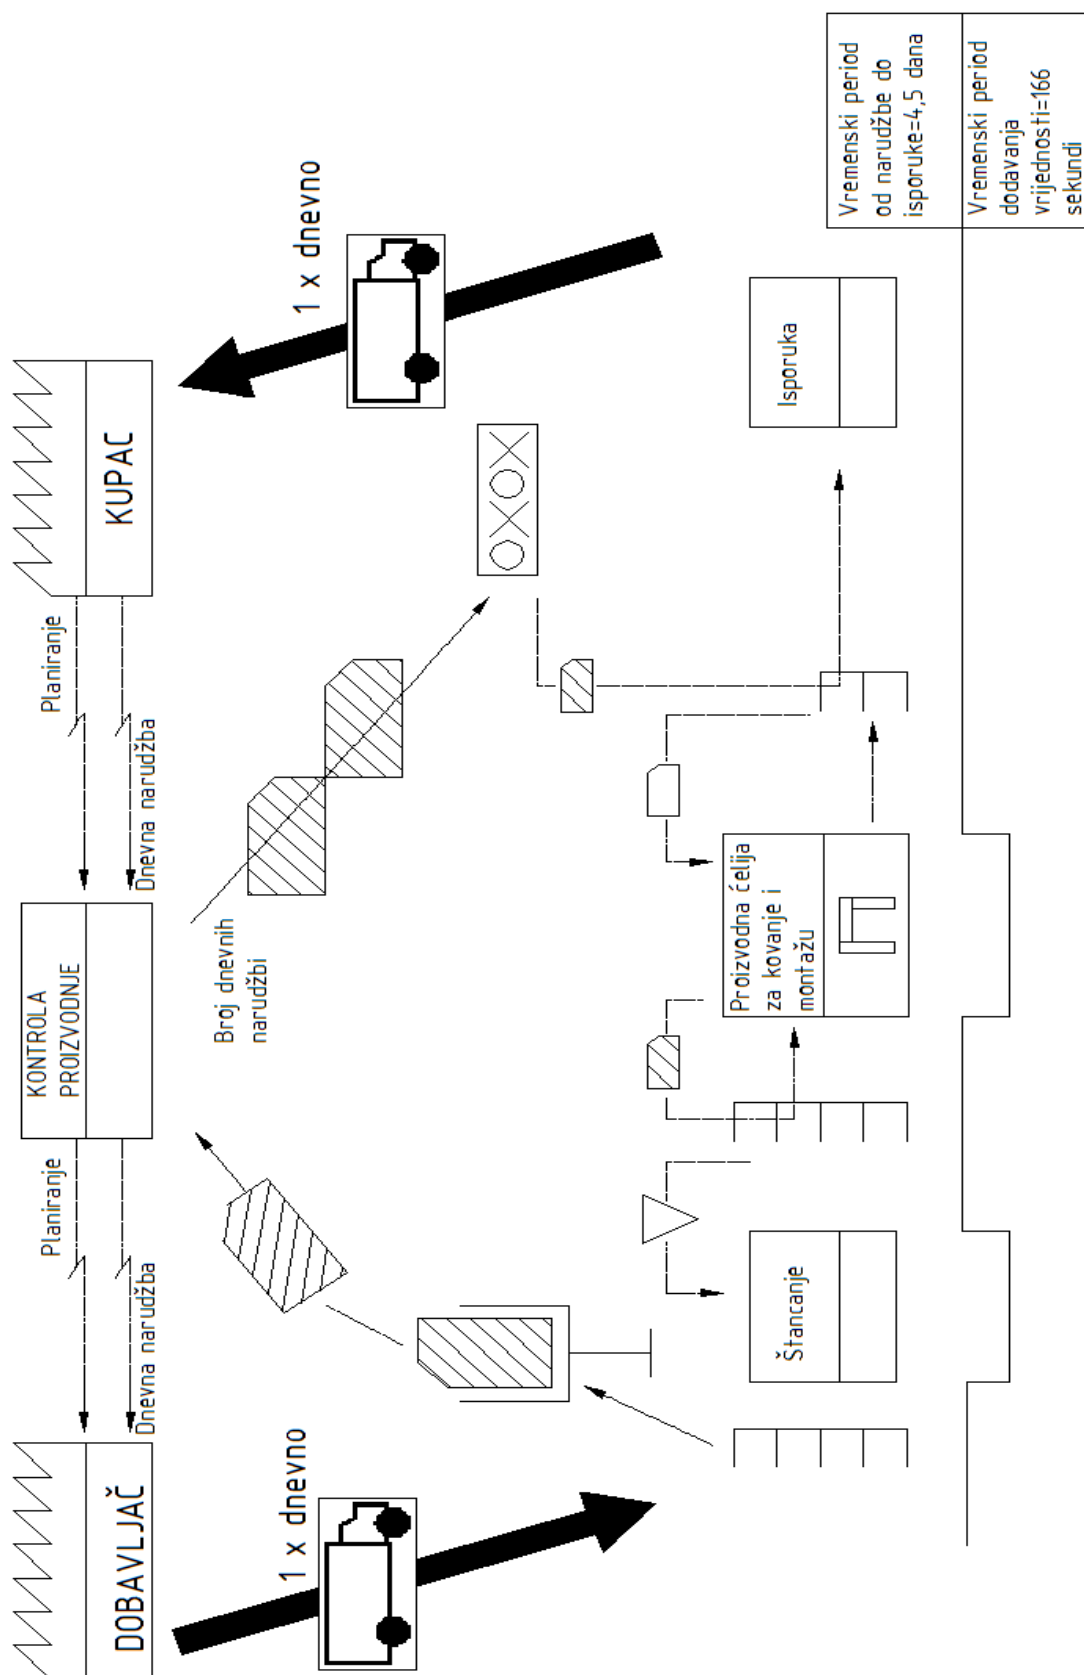 DOBAVLJAČ
Planiranje
Dnevna narudžba
KONTROLA
PROIZVODNJE
Planiranje
Dnevna narudžba
KUPAC
1 x dnevno
Broj dnevnih
narudžbi
1 x dnevno
OXOX
Štancanje
Proizvodna ćelija
za kovanje i
montažu
Isporuka
Vremenski period
od narudžbe do
isporuke=4,5 dana
Vremenski period
dodavanja
vrijednosti=166
sekundi